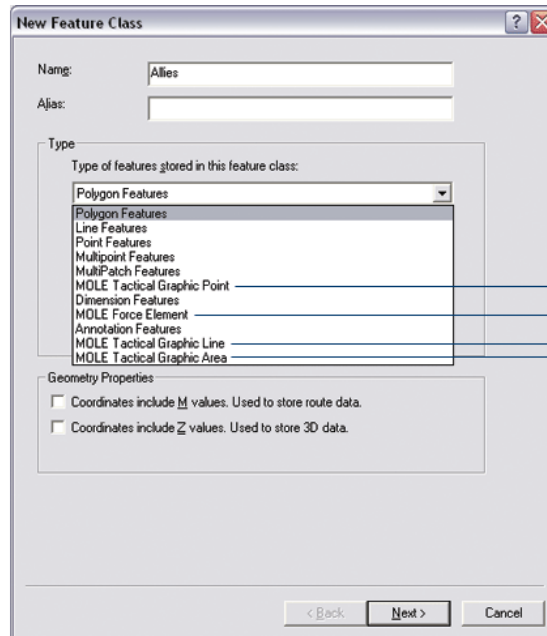 New Feature Class
Name:
Allies
Alias:
Type
Type of features stored in this feature class:
Polygon Features
Polygon Features
Line Features
Point Features
Multipoint Features
MultiPatch Features
MOLE Tactical Graphic Point
Dimension Features
MOLE Force Element
Annotation Features
MOLE Tactical Graphic Line
MOLE Tactical Graphic Area
Geometry Properties
Coordinates include M values. Used to store route data.
Coordinates include Z values. Used to store 3D data.
< Back Next > Cancel